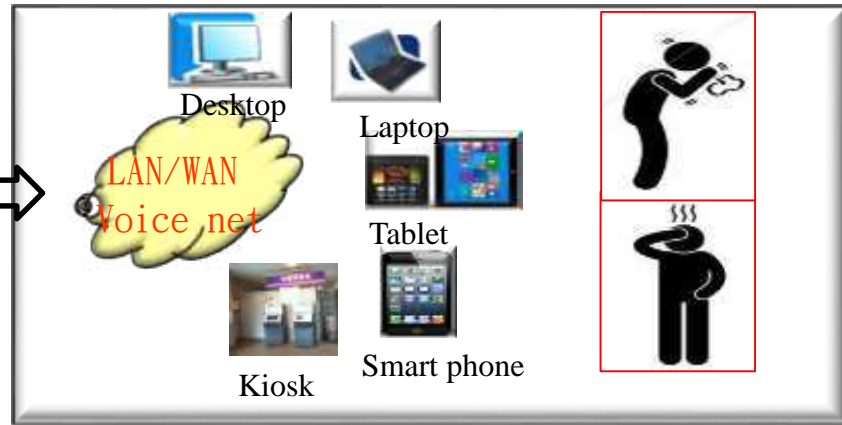 Desktop
Laptop
LAN/WAN
Voice net
Tablet
Kiosk
Smart phone